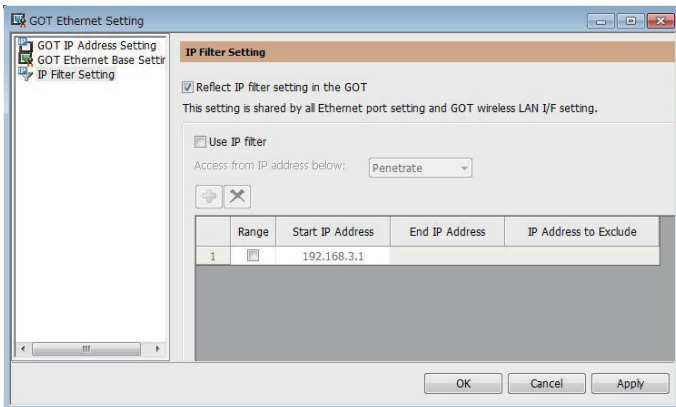 GOT Ethernet Setting
GOT IP Address Setting
GOT Ethernet Base Settir
IP Filter Setting
IP Filter Setting
Reflect IP filter setting in the GOT
This setting is shared by all Ethernet port setting and GOT wireless LAN I/F setting.
Use IP filter
Access from IP address below: Penetrate
Range Start IP Address End IP Address IP Address to Exclude
1 192.168.3.1
OK Cancel Apply